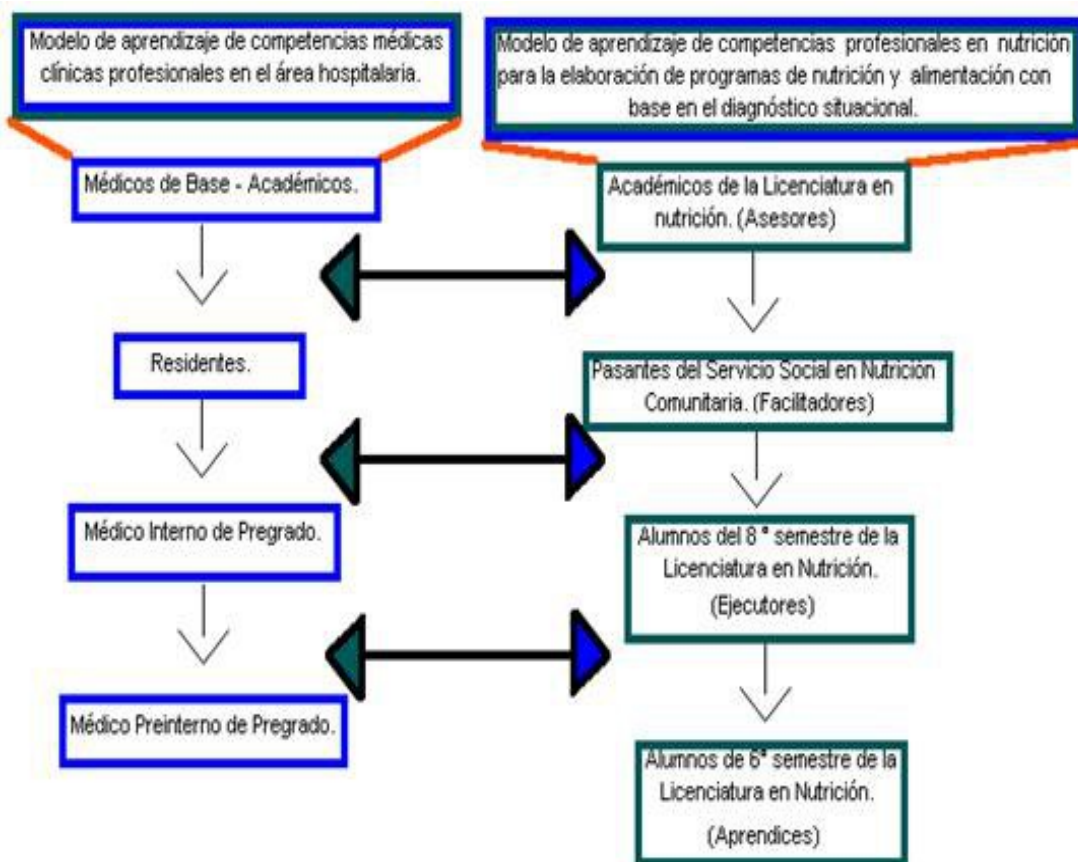 Modelo de aprendizaje de competencias médicas
clínicas profesionales en el área hospitalaria.
Modelo de aprendizaje de competencias profesionales en nutrición
para la elaboración de programas de nutrición y alimentación con
base en el diagnóstico situacional.
Médicos de Base - Académicos.
Académicos de la Licenciatura en
nutrición. (Asesores)
Residentes.
Pasantes del Servicio Social en Nutrición
Comunitaria. (Facilitadores)
Médico Interno de Pregrado.
Alumnos del 8 ° semestre de la
Licenciatura en Nutrición.
(Ejecutores)
Médico Preinterno de Pregrado.
Alumnos de 6° semestre de la
Licenciatura en Nutrición.
(Aprendices)